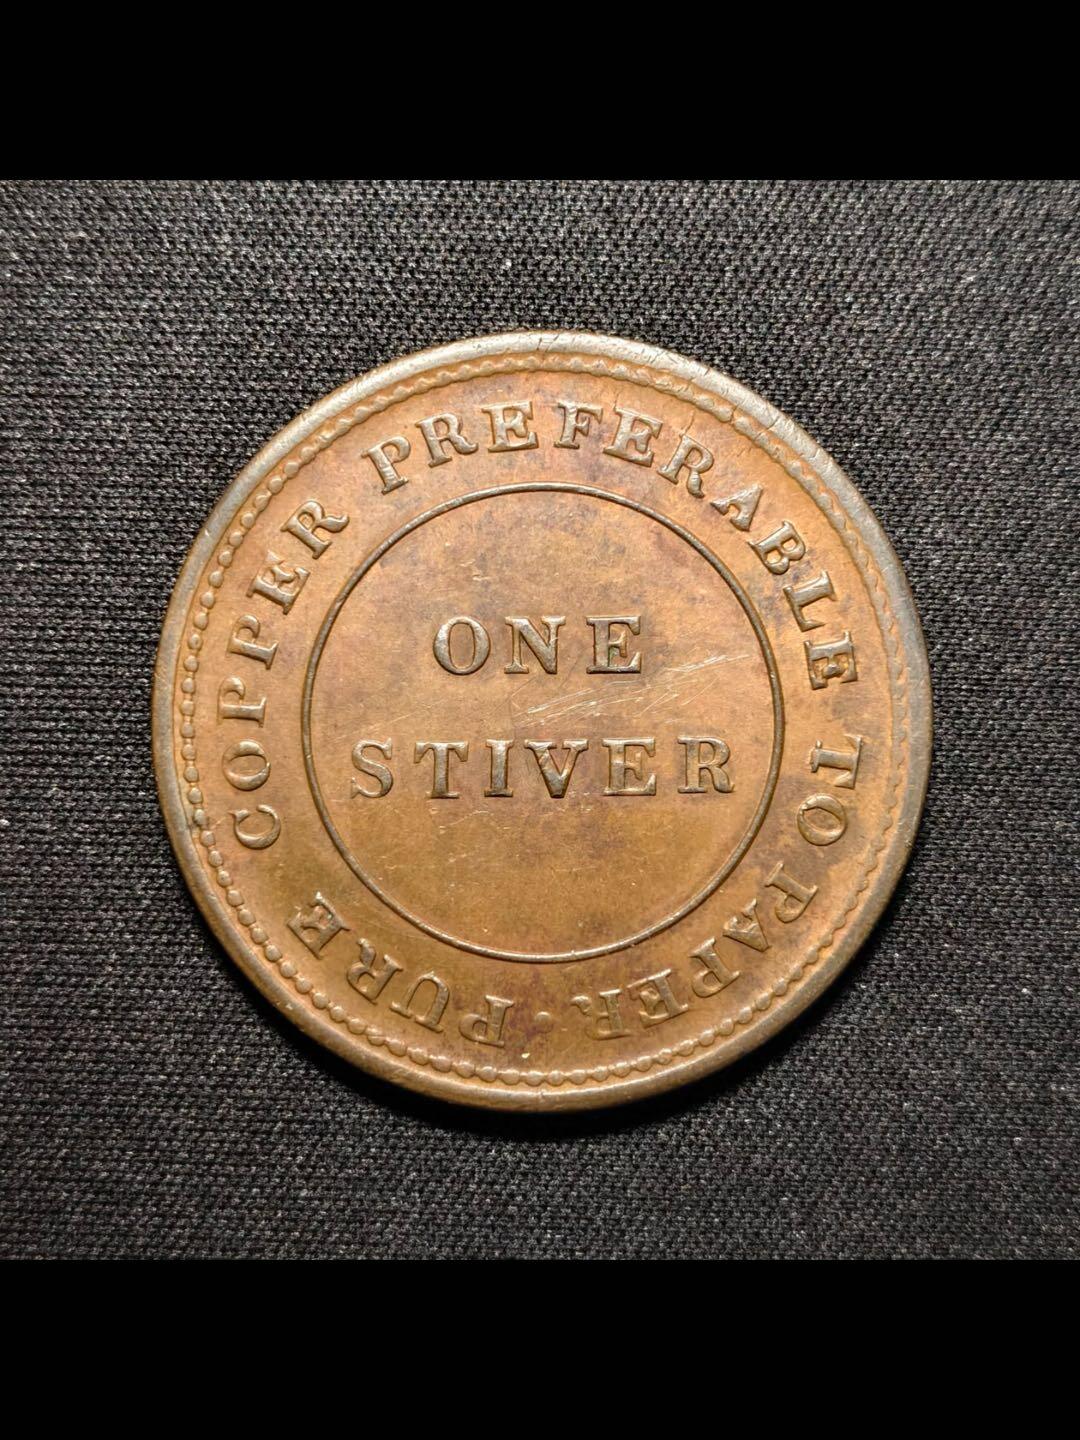 PURE COPPER PREFERABLE TO PAPER ·
ONE
STIVER